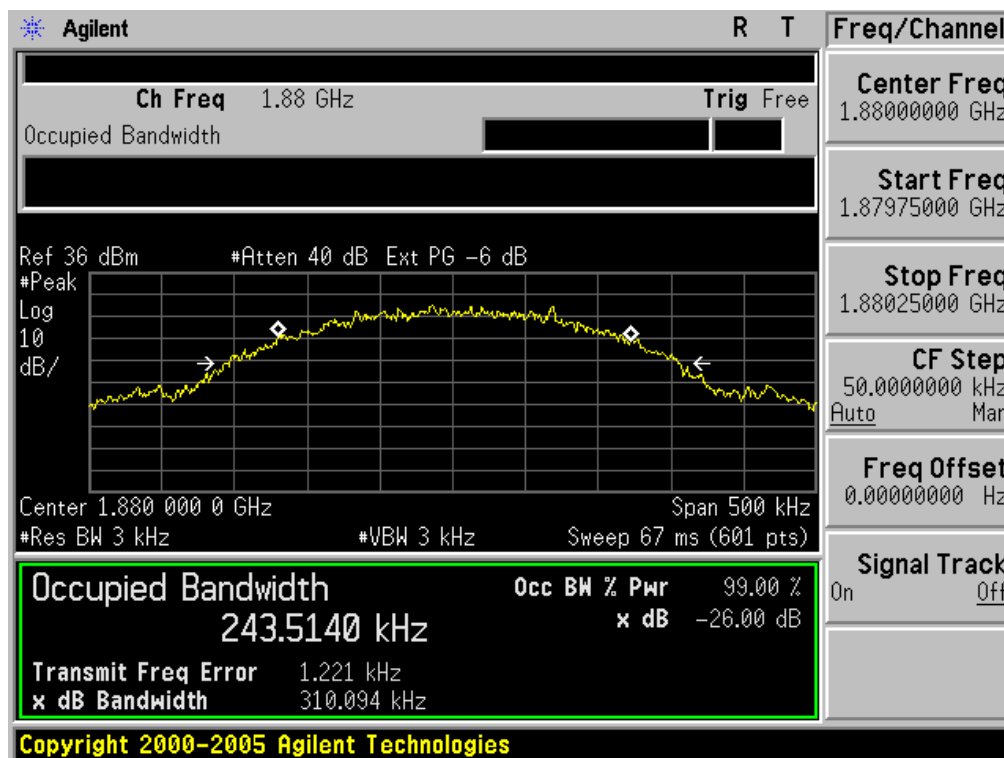 Agilent R T
Ch Freq 1.88 GHz Trig Free
Occupied Bandwidth
Ref 36 dBm #Atten 40 dB Ext PG -6 dB
#Peak
Log
10
dB/
Center 1.880 000 0 GHz Span 500 kHz
#Res BW 3 kHz #VBW 3 kHz Sweep 67 ms (601 pts)
Occupied Bandwidth Occ BW % Pwr 99.00 %
243.5140 kHz x dB -26.00 dB
Transmit Freq Error 1.221 kHz
x dB Bandwidth 310.094 kHz
Copyright 2000-2005 Agilent Technologies
Freq/Channel
Center Freq
1.88000000 GHz
Start Freq
1.87975000 GHz
Stop Freq
1.88025000 GHz
CF Step
50.0000000 kHz
Auto Man
Freq Offset
0.00000000 Hz
Signal Track
On Off